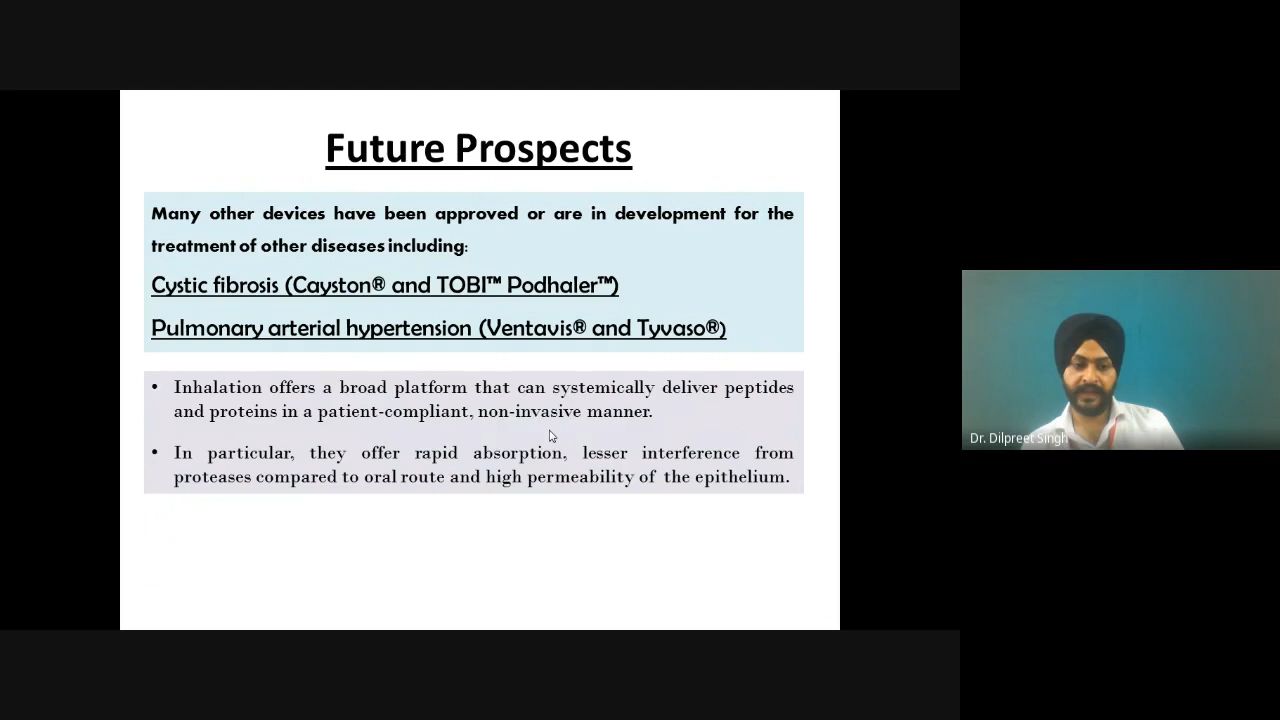 Future Prospects
Many other devices have been approved or are in development for the
treatment of other diseases including:
Cystic fibrosis (Cayston® and TOBI™ Podhaler™)
Pulmonary arterial hypertension (Ventavis® and Tyvaso®)
• Inhalation offers a broad platform that can systemically deliver peptides
and proteins in a patient-compliant, non-invasive manner.
• In particular, they offer rapid absorption, lesser interference from
proteases compared to oral route and high permeability of the epithelium.
Dr. Dilpreet Singh